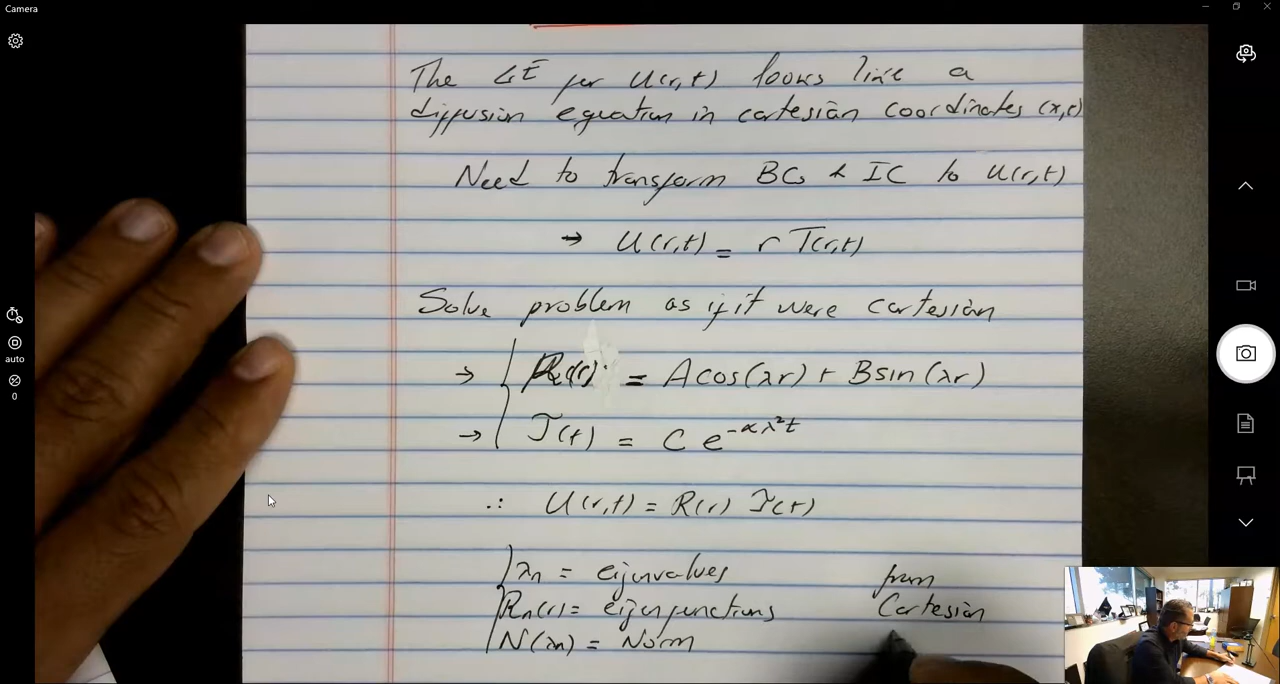 Camera
The GE for U(r,t) looks like a
diffusion equation in cartesian coordinates (x,t)
Need to transform BCs & IC to U(r,t)
→ U(r,t) = r T(r,t)
Solve problem as if it were cartesian
→ R(r) = A cos(λr) + B sin(λr)
→ T(t) = C e^{-αλ²t}
auto
0
∴ U(r,t) = R(r) T(t)
λn = eigenvalues from
Rn(r) = eigenfunctions Cartesian
N(λn) = Norm